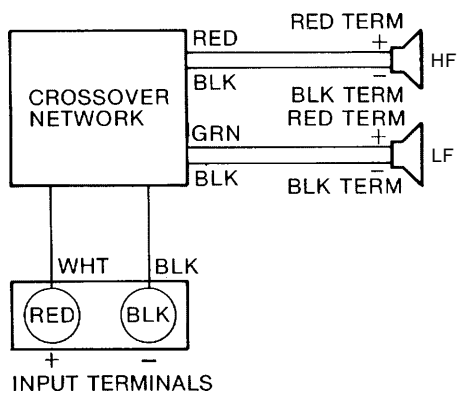 RED
RED TERM
+
HF
CROSSOVER
NETWORK
BLK
−
BLK TERM
GRN
RED TERM
+
LF
BLK
−
BLK TERM
WHT
BLK
RED
BLK
+
−
INPUT TERMINALS